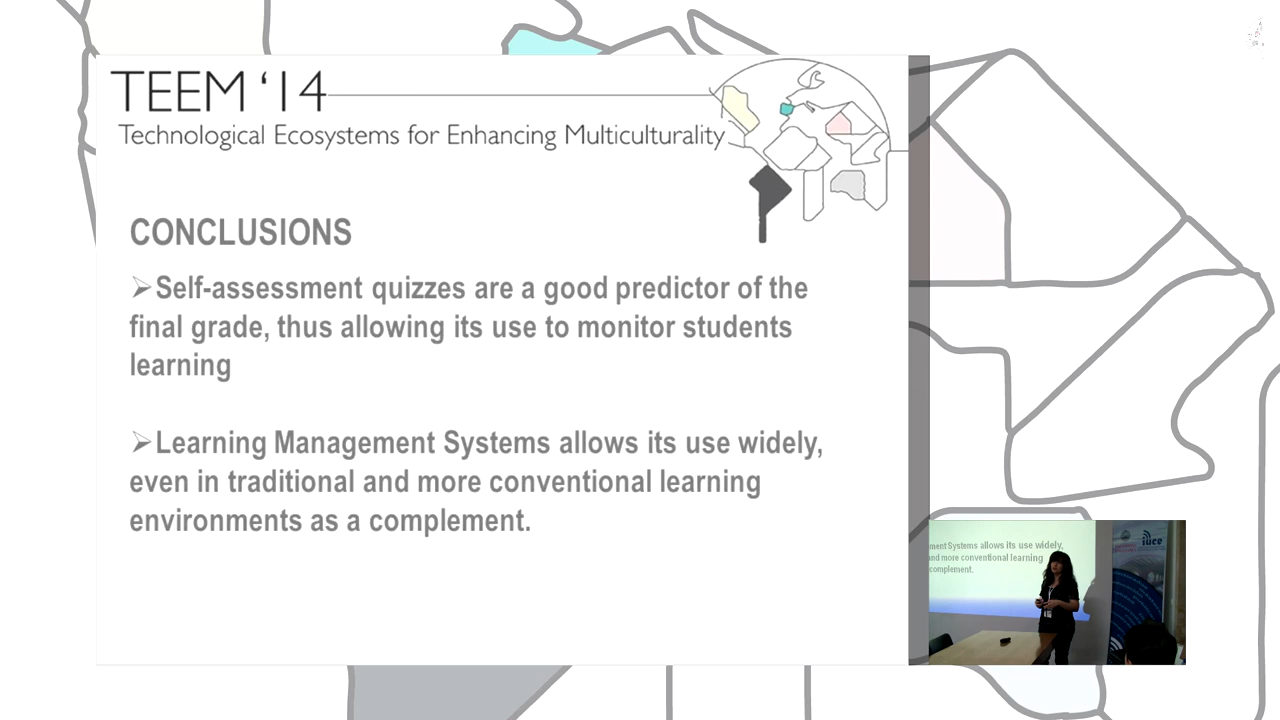 TEEM ‘14
Technological Ecosystems for Enhancing Multiculturality
CONCLUSIONS
➢Self-assessment quizzes are a good predictor of the
final grade, thus allowing its use to monitor students
learning
➢Learning Management Systems allows its use widely,
even in traditional and more conventional learning
environments as a complement.
ment Systems allows its use widely,
and more conventional learning
complement.
iuce